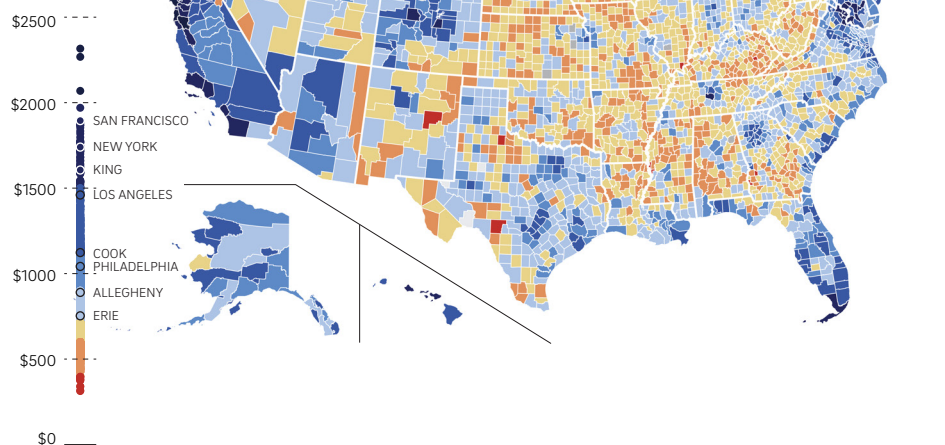 $2500
$2000
SAN FRANCISCO
NEW YORK
KING
$1500
LOS ANGELES
COOK
PHILADELPHIA
$1000
ALLEGHENY
ERIE
$500
$0